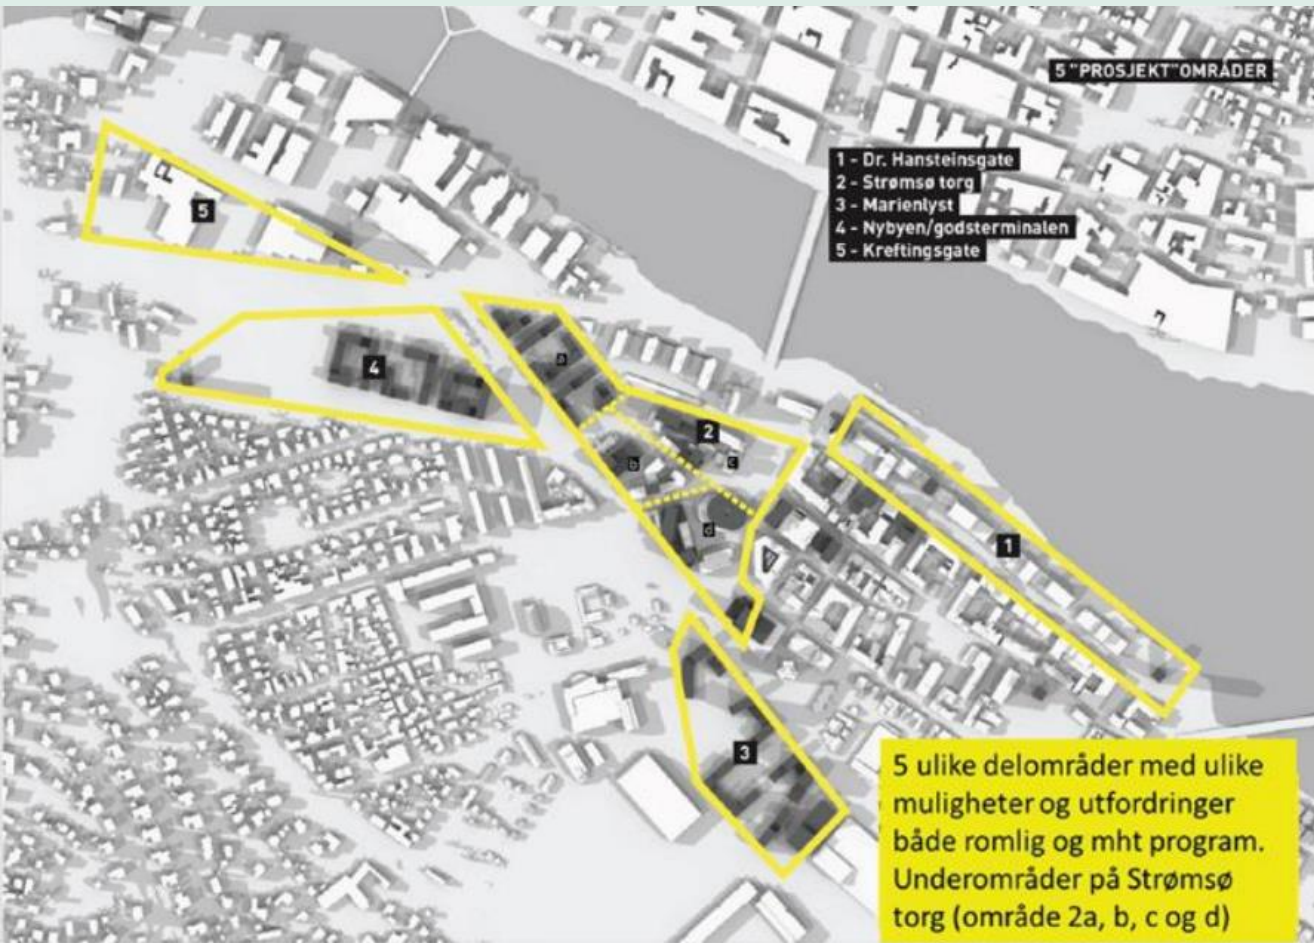 5 "PROSJEKT"OMRÅDER
1 - Dr. Hansteinsgate
2 - Strømsø torg
3 - Marienlyst
4 - Nybyen/godsterminalen
5 - Kreftingsgate
5
4
a
2
b
c
d
1
3
5 ulike delområder med ulike
muligheter og utfordringer
både romlig og mht program.
Underområder på Strømsø
torg (område 2a, b, c og d)